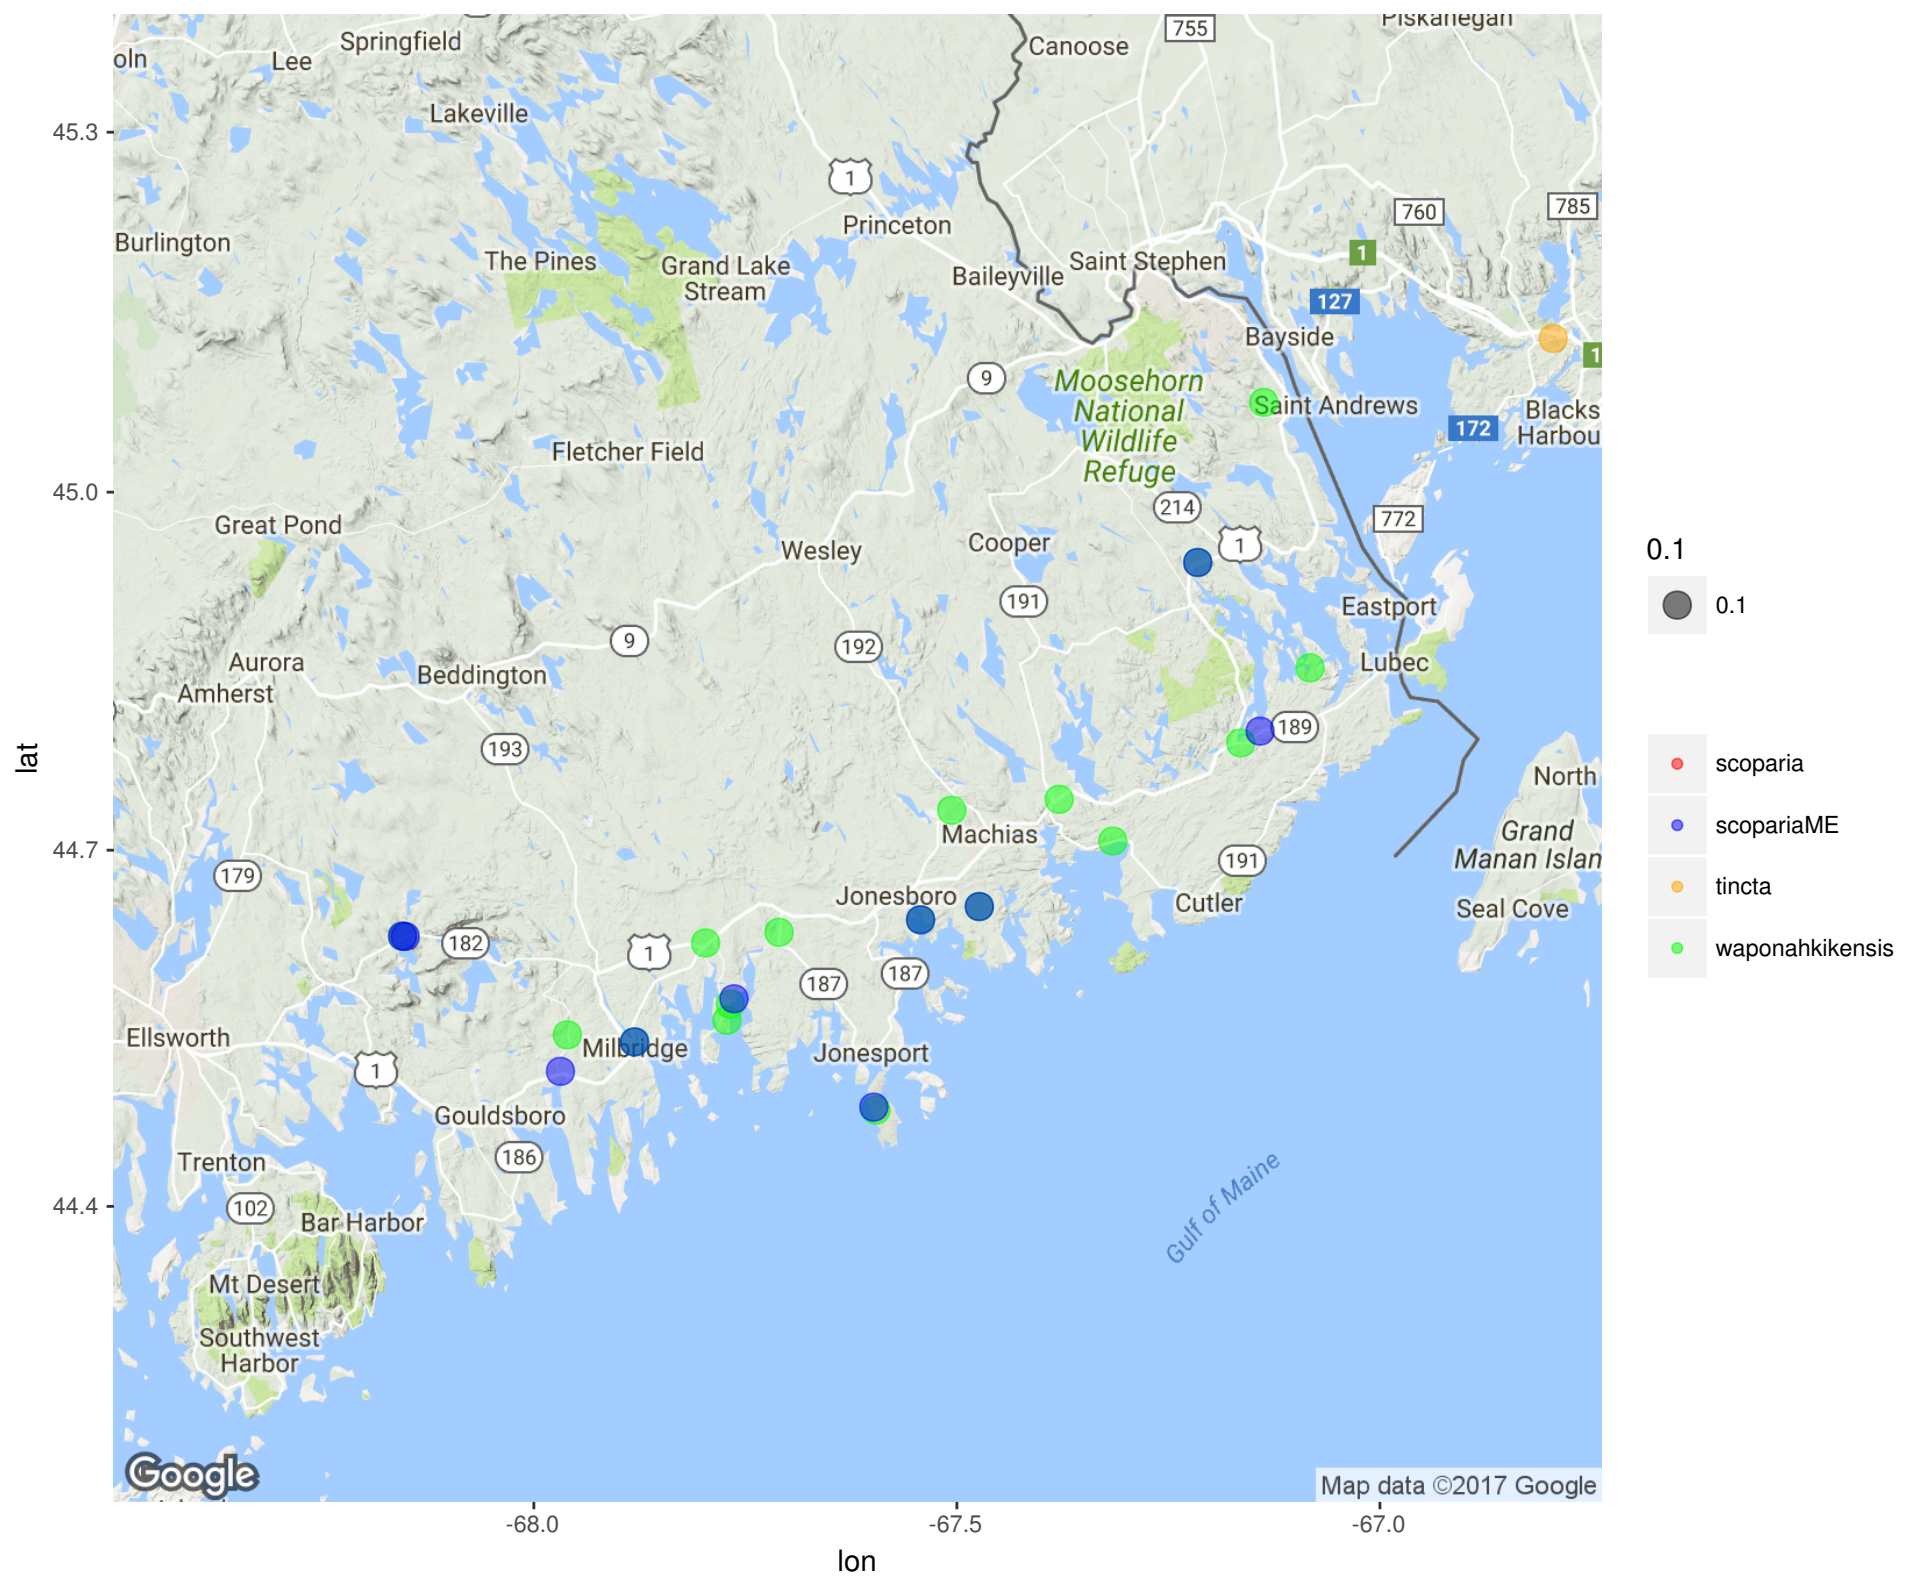 Piskahegan
755
Canoose
Springfield
oln
Lee
Lakeville
45.3
1
Princeton
760
785
Burlington
The Pines
Grand Lake
Stream
Baileyville
Saint Stephen
1
127
Bayside
1
9
Moosehorn
National
Wildlife
Refuge
Saint Andrews
Blacks
Harbou
172
Fletcher Field
45.0
214
772
Great Pond
Wesley
Cooper
1
191
Eastport
0.1
0.1
9
192
Aurora
Amherst
Beddington
Lubec
189
193
lat
North
Grand
Manan Islan
Seal Cove
scoparia
scopariaME
tincta
waponahkikensis
Machias
44.7
191
179
Jonesboro
Cutler
182
1
187
187
Ellsworth
Milbridge
Jonesport
1
Gouldsboro
186
Trenton
44.4
102
Bar Harbor
Gulf of Maine
Mt Desert
Southwest
Harbor
Google
Map data ©2017 Google
-68.0
-67.5
-67.0
lon